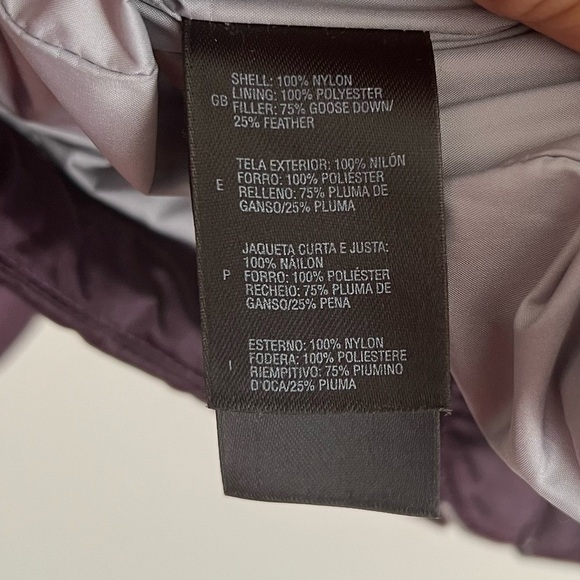 SHELL: 100% NYLON
GB LINING: 100% POLYESTER
FILLER: 75% GOOSE DOWN/
25% FEATHER
TELA EXTERIOR: 100% NILÓN
FORRO: 100% POLIÉSTER
E RELLENO: 75% PLUMA DE
GANSO/25% PLUMA
JAQUETA CURTA E JUSTA:
100% NÁILON
P FORRO: 100% POLIÉSTER
RECHEIO: 75% PLUMA DE
GANSO/25% PENA
ESTERNO: 100% NYLON
FODERA: 100% POLIESTERE
I RIEMPITIVO: 75% PIUMINO
D'OCA/25% PIUMA